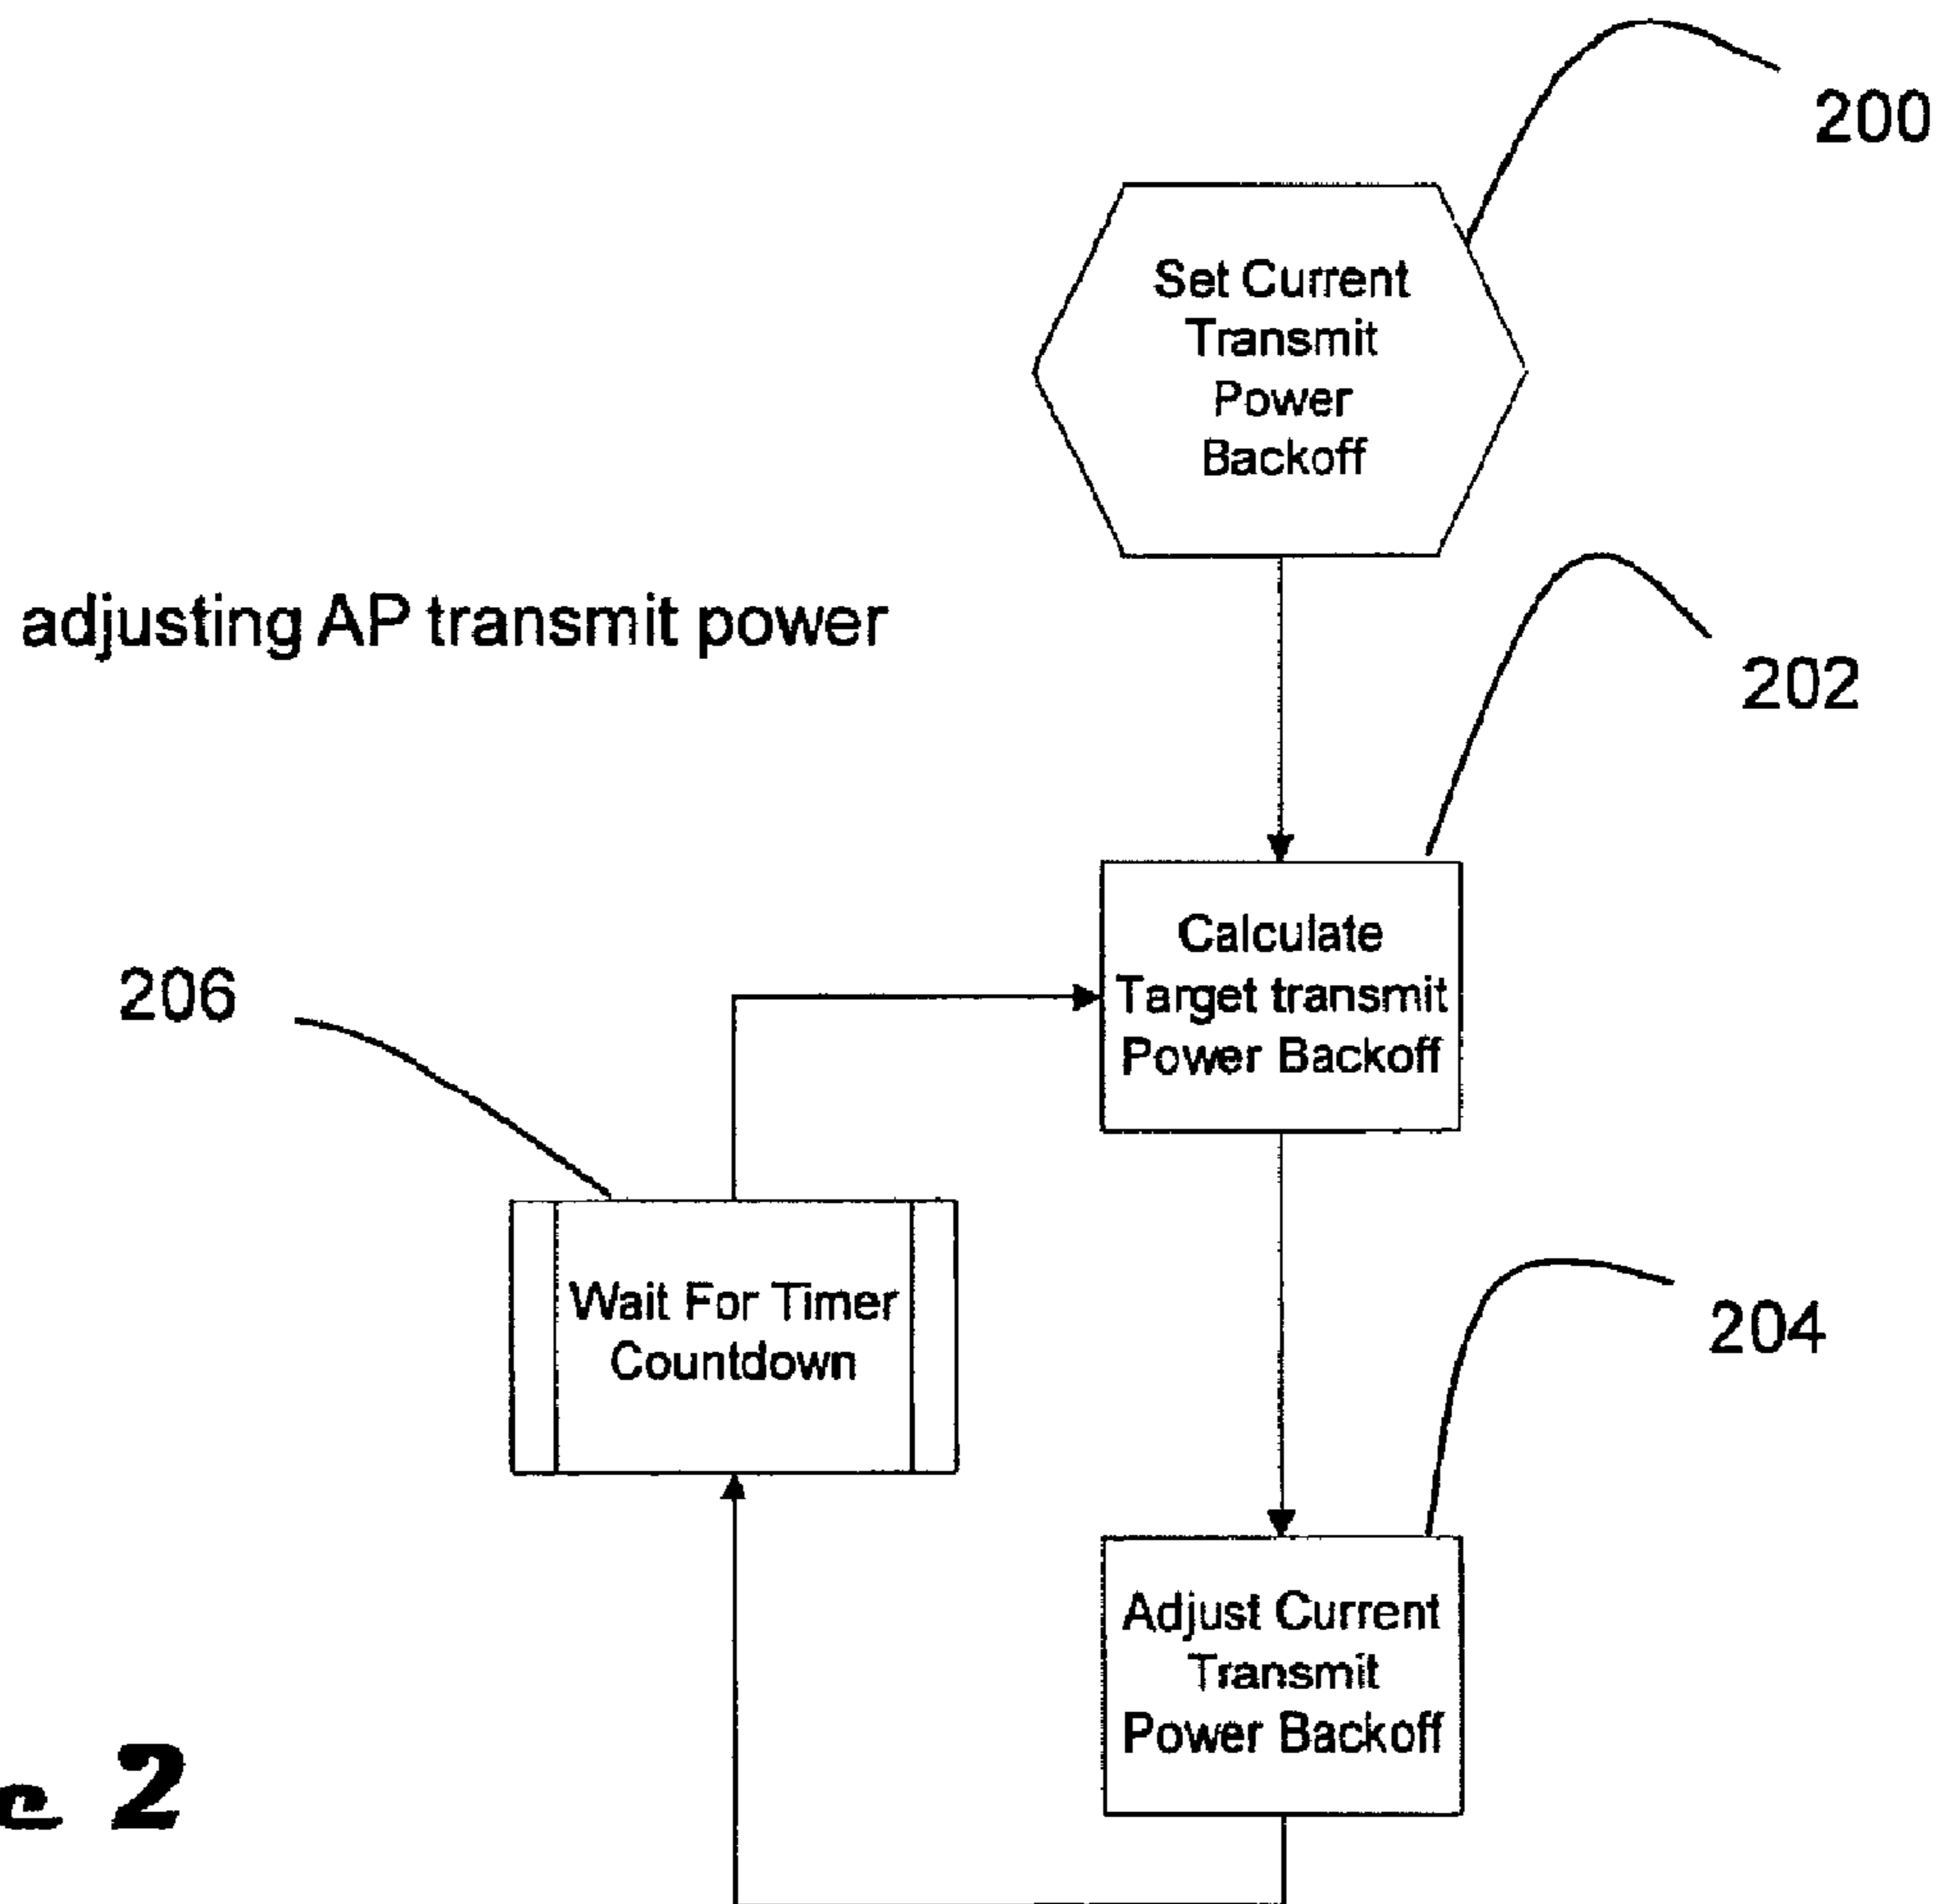 200
Set Current
Transmit
Power
Backoff
adjusting AP transmit power
202
Calculate
Target transmit
Power Backoff
206
Wait For Timer
Countdown
204
Adjust Current
Transmit
Power Backoff
2